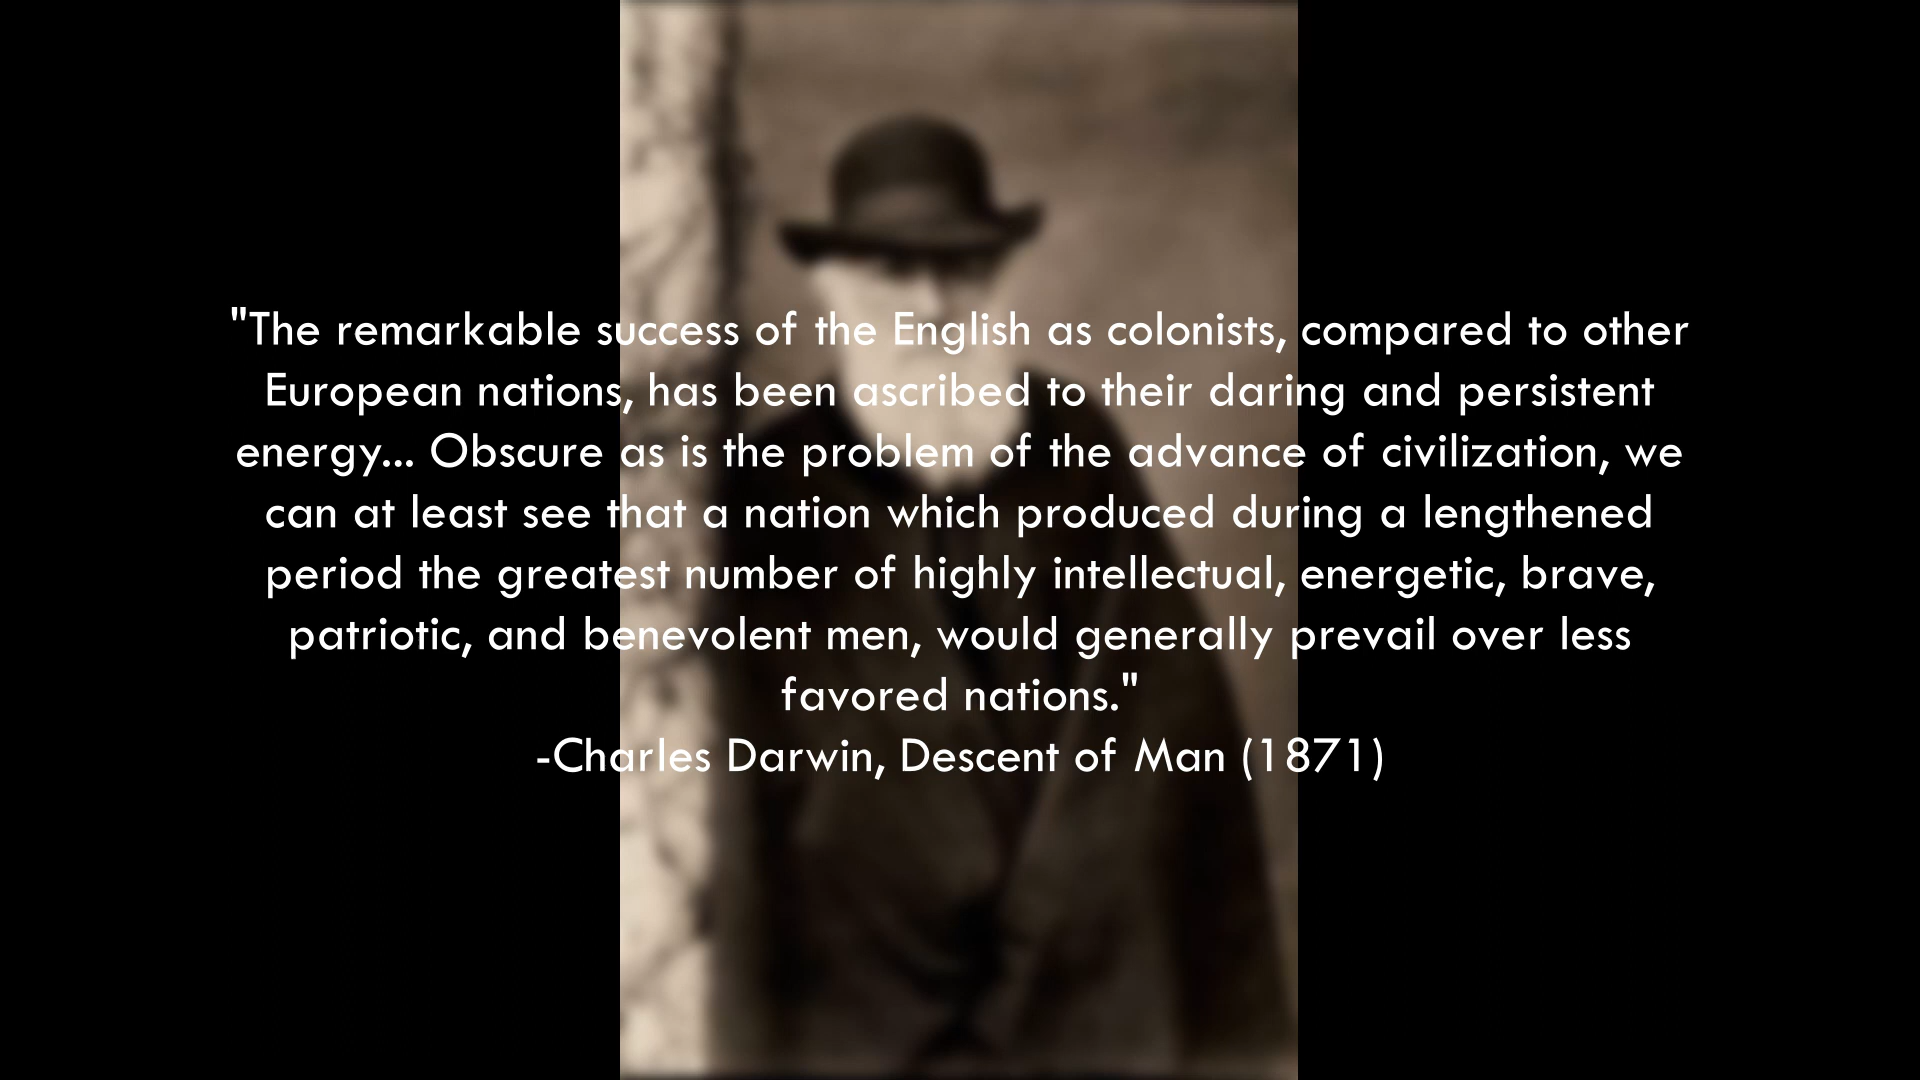 "The remarkable success of the English as colonists, compared to other
European nations, has been ascribed to their daring and persistent
energy... Obscure as is the problem of the advance of civilization, we
can at least see that a nation which produced during a lengthened
period the greatest number of highly intellectual, energetic, brave,
patriotic, and benevolent men, would generally prevail over less
favored nations."
-Charles Darwin, Descent of Man (1871)